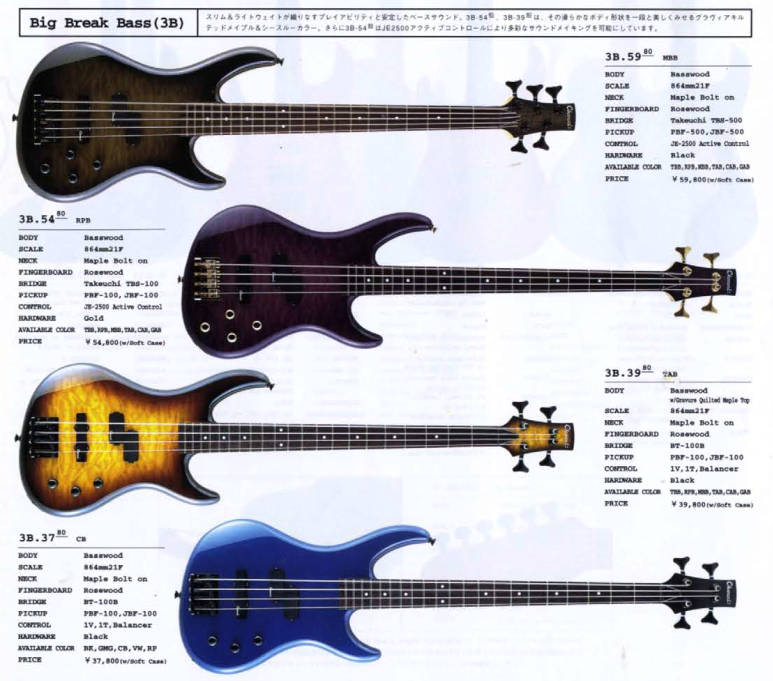 Big Break Bass(3B)
スリム&ライトウェイトが織りなすプレイアビリティと安定したベースサウンド。3B-54⁸⁰、3B-39⁸⁰は、その滑らかなボディ形状を一段と美しくみせるグラヴィアキル
テッドメイプル&シースルーカラー。さらに3B-54⁸⁰はJE2500アクティブコントロールにより多彩なサウンドメイキングを可能にしています。
3B.59⁸⁰ MBB
BODY Basswood
SCALE 864mm21F
NECK Maple Bolt on
FINGERBOARD Rosewood
BRIDGE Takeuchi TBS-500
PICKUP PBF-500,JBF-500
CONTROL JE-2500 Active Control
HARDWARE Black
AVAILABLE COLOR TBB,RPB,MBB,TAB,CAB,GAB
PRICE ¥59,800(w/Soft Case)
3B.54⁸⁰ RPB
BODY Basswood
SCALE 864mm21F
NECK Maple Bolt on
FINGERBOARD Rosewood
BRIDGE Takeuchi TBS-100
PICKUP PBF-100, JBF-100
CONTROL JE-2500 Active Control
HARDWARE Gold
AVAILABLE COLOR TBB,RPB,MBB,TAB,CAB,GAB
PRICE ¥54,800(w/Soft Case)
3B.39⁸⁰ TAB
BODY Basswood
w/Gravure Quilted Maple Top
SCALE 864mm21F
NECK Maple Bolt on
FINGERBOARD Rosewood
BRIDGE BT-100B
PICKUP PBF-100,JBF-100
CONTROL 1V,1T,Balancer
HARDWARE Black
AVAILABLE COLOR TBB,RPB,MBB,TAB,CAB,GAB
PRICE ¥39,800(w/Soft Case)
3B.37⁸⁰ CB
BODY Basswood
SCALE 864mm21F
NECK Maple Bolt on
FINGERBOARD Rosewood
BRIDGE BT-100B
PICKUP PBF-100,JBF-100
CONTROL 1V,1T,Balancer
HARDWARE Black
AVAILABLE COLOR BK,GMG,CB,VW,RP
PRICE ¥37,800(w/Soft Case)